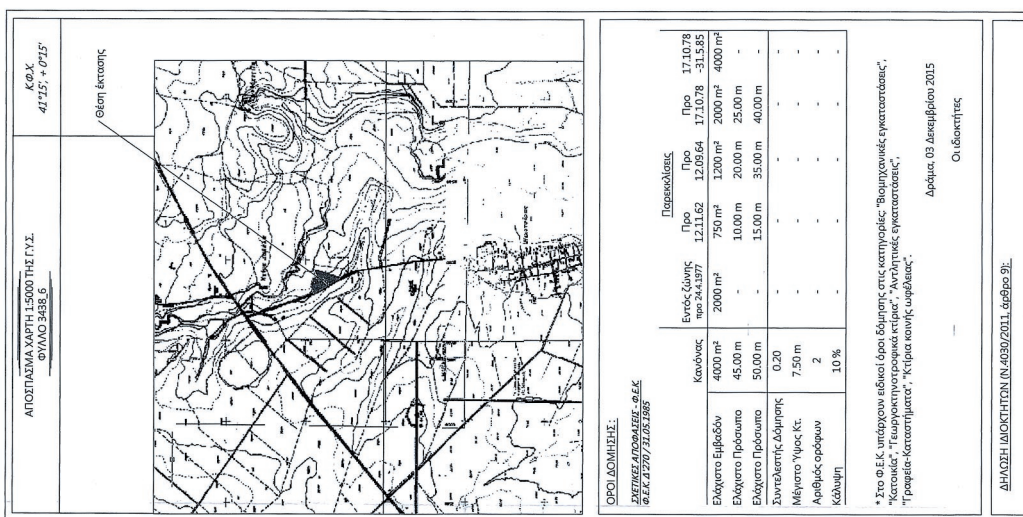 ΑΠΟΣΠΑΣΜΑ ΧΑΡΤΗ 1:5000 ΤΗΣ Γ.Υ.Σ.
ΦΥΛΛΟ 3438_6
Κ.Φ.Χ.
41°15', + 0°15'
Θέση έκτασης
ΟΡΟΙ ΔΟΜΗΣΗΣ :
ΣΧΕΤΙΚΕΣ ΑΠΟΦΑΣΕΙΣ - Φ.Ε.Κ.
Φ.Ε.Κ. Δ 270 / 31.05.1985
Παρεκκλίσεις
Κανόνας Εντός ζώνης προ 24.4.1977 Προ 12.11.62 Προ 12.09.64 Προ 17.10.78 17.10.78 -31.5.85
Ελάχιστο Εμβαδόν 4000 m² 2000 m² 750 m² 1200 m² 2000 m² 4000 m²
Ελάχιστο Πρόσωπο 45.00 m - 10.00 m 20.00 m 25.00 m -
Ελάχιστο Πρόσωπο 50.00 m - 15.00 m 35.00 m 40.00 m -
Συντελεστής Δόμησης 0.20 - - - - -
Μέγιστο Ύψος Κτ. 7.50 m - - - - -
Αριθμός ορόφων 2 - - - - -
Κάλυψη 10 % - - - - -
* Στο Φ.Ε.Κ. υπάρχουν ειδικοί όροι δόμησης στις κατηγορίες: "Βιομηχανικές εγκαταστάσεις",
"Κατοικία", "Γεωργοκτηνοτροφικά κτίρια", "Αντλητικές εγκαταστάσεις",
"Γραφεία-Καταστήματα", "Κτίρια κοινής ωφέλειας".
Δράμα, 03 Δεκεμβρίου 2015
Οι ιδιοκτήτες
ΔΗΛΩΣΗ ΙΔΙΟΚΤΗΤΩΝ (Ν.4030/2011, άρθρο 9):